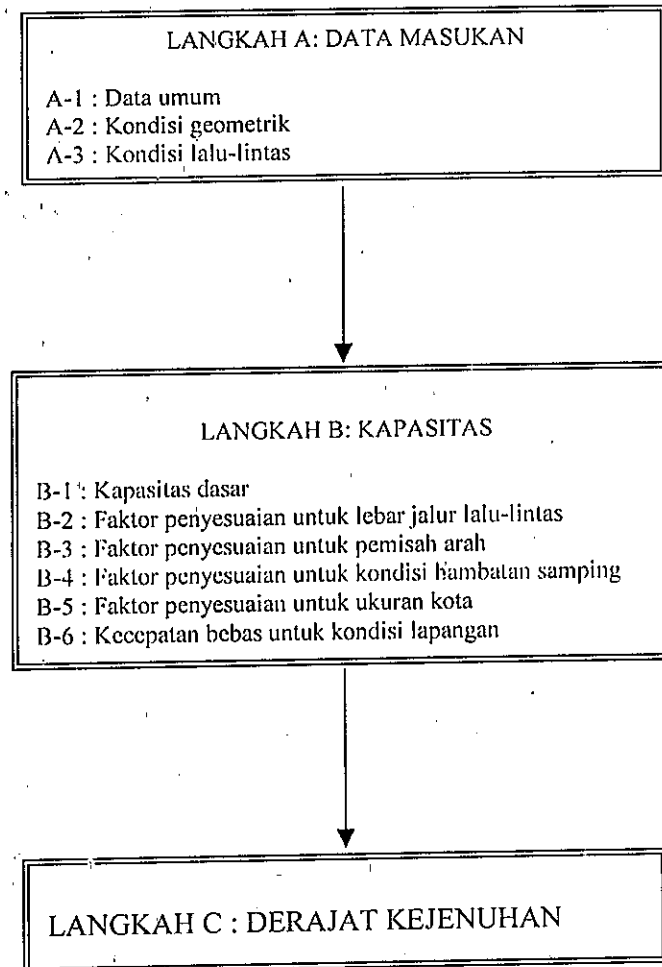 LANGKAH A: DATA MASUKAN
A-1 : Data umum
A-2 : Kondisi geometrik
A-3 : Kondisi lalu-lintas
LANGKAH B: KAPASITAS
B-1 : Kapasitas dasar
B-2 : Faktor penyesuaian untuk lebar jalur lalu-lintas
B-3 : Faktor penyesuaian untuk pemisah arah
B-4 : Faktor penyesuaian untuk kondisi hambatan samping
B-5 : Faktor penyesuaian untuk ukuran kota
B-6 : Kecepatan bebas untuk kondisi lapangan
LANGKAH C : DERAJAT KEJENUHAN